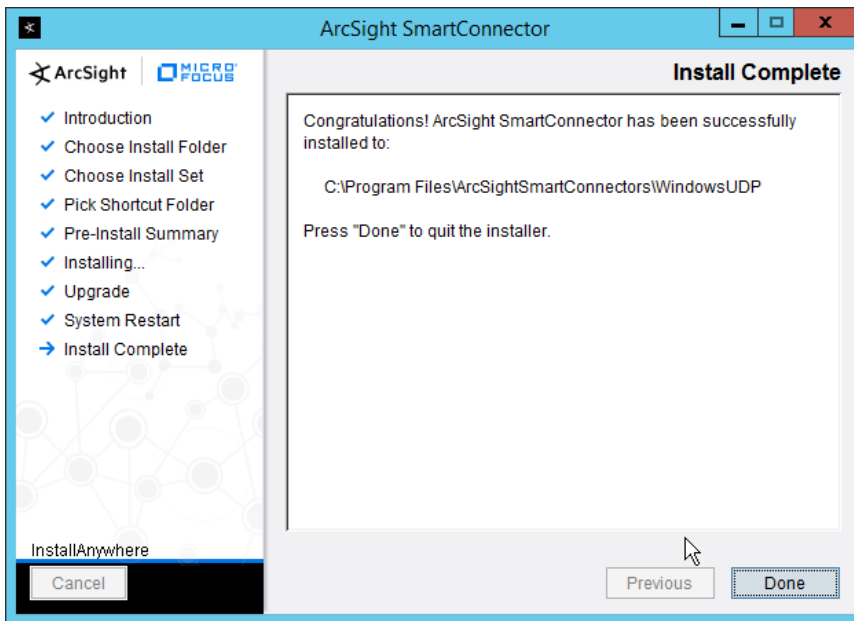 ArcSight SmartConnector
ArcSight
MICRO
FOCUS
Install Complete
Introduction
Choose Install Folder
Choose Install Set
Pick Shortcut Folder
Pre-Install Summary
Installing...
Upgrade
System Restart
Install Complete
Congratulations! ArcSight SmartConnector has been successfully
installed to:
C:\Program Files\ArcSightSmartConnectors\WindowsUDP
Press "Done" to quit the installer.
InstallAnywhere
Cancel
Previous
Done